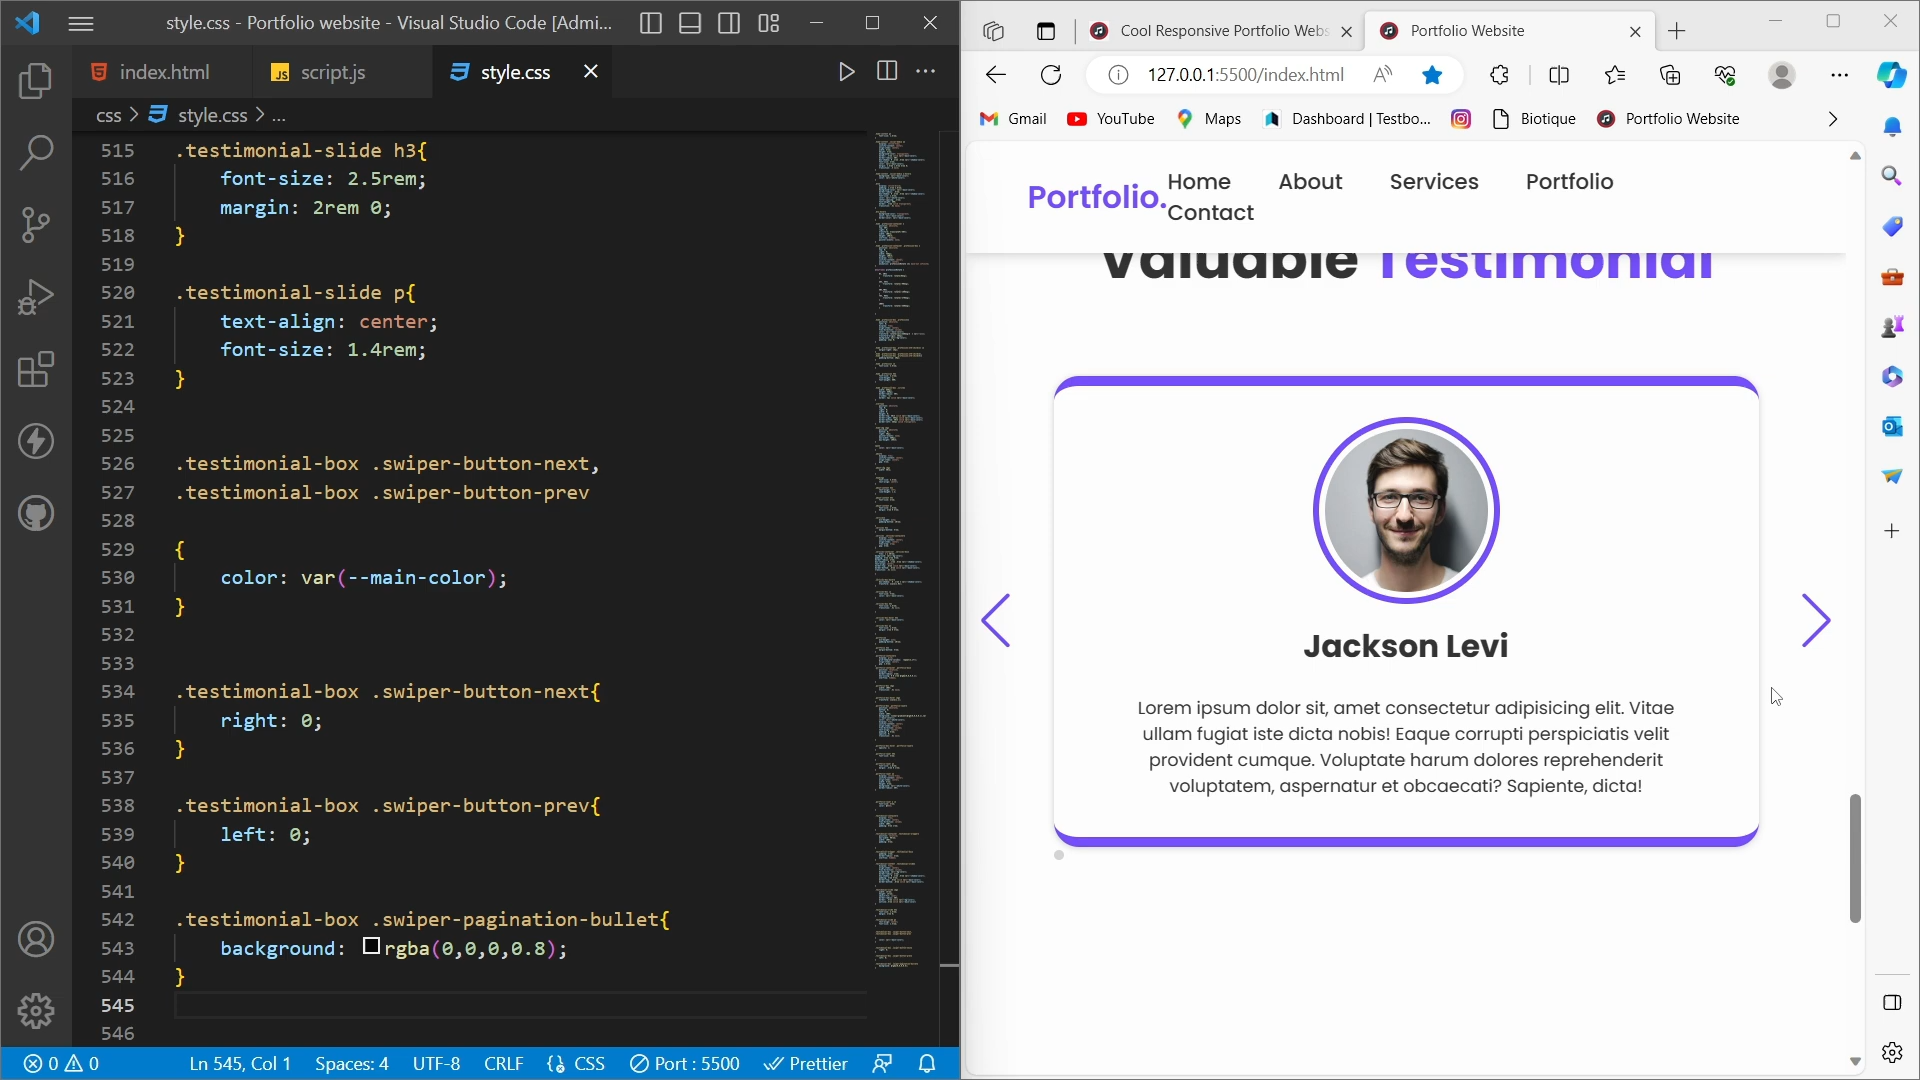 style.css - Portfolio website - Visual Studio Code [Admi...
index.html
script.js
style.css
css > style.css > ...
515 .testimonial-slide h3{
516 font-size: 2.5rem;
517 margin: 2rem 0;
518 }
519
520 .testimonial-slide p{
521 text-align: center;
522 font-size: 1.4rem;
523 }
524
525
526 .testimonial-box .swiper-button-next,
527 .testimonial-box .swiper-button-prev
528
529 {
530 color: var(--main-color);
531 }
532
533
534 .testimonial-box .swiper-button-next{
535 right: 0;
536 }
537
538 .testimonial-box .swiper-button-prev{
539 left: 0;
540 }
541
542 .testimonial-box .swiper-pagination-bullet{
543 background: rgba(0,0,0,0.8);
544 }
545
546
0 0 Ln 545, Col 1 Spaces: 4 UTF-8 CRLF CSS Port : 5500 Prettier
Cool Responsive Portfolio Webs
Portfolio Website
127.0.0.1:5500/index.html
Gmail YouTube Maps Dashboard | Testbo... Biotique Portfolio Website
Portfolio.
Home About Services Portfolio
Contact
Valuable Testimonial
Jackson Levi
Lorem ipsum dolor sit, amet consectetur adipisicing elit. Vitae
ullam fugiat iste dicta nobis! Eaque corrupti perspiciatis velit
provident cumque. Voluptate harum dolores reprehenderit
voluptatem, aspernatur et obcaecati? Sapiente, dicta!